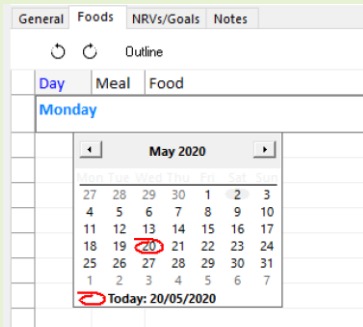 General Foods NRVs/Goals Notes
Outline
Day Meal Food
Monday
May 2020
Mon Tue Wed Thu Fri Sat Sun
27 28 29 30 1 2 3
4 5 6 7 8 9 10
11 12 13 14 15 16 17
18 19 20 21 22 23 24
25 26 27 28 29 30 31
1 2 3 4 5 6 7
Today: 20/05/2020